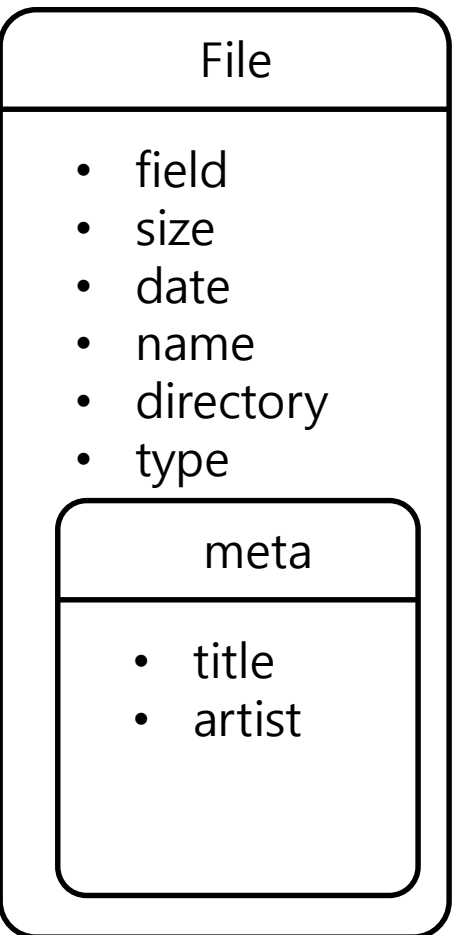 File
• field
• size
• date
• name
• directory
• type
meta
• title
• artist